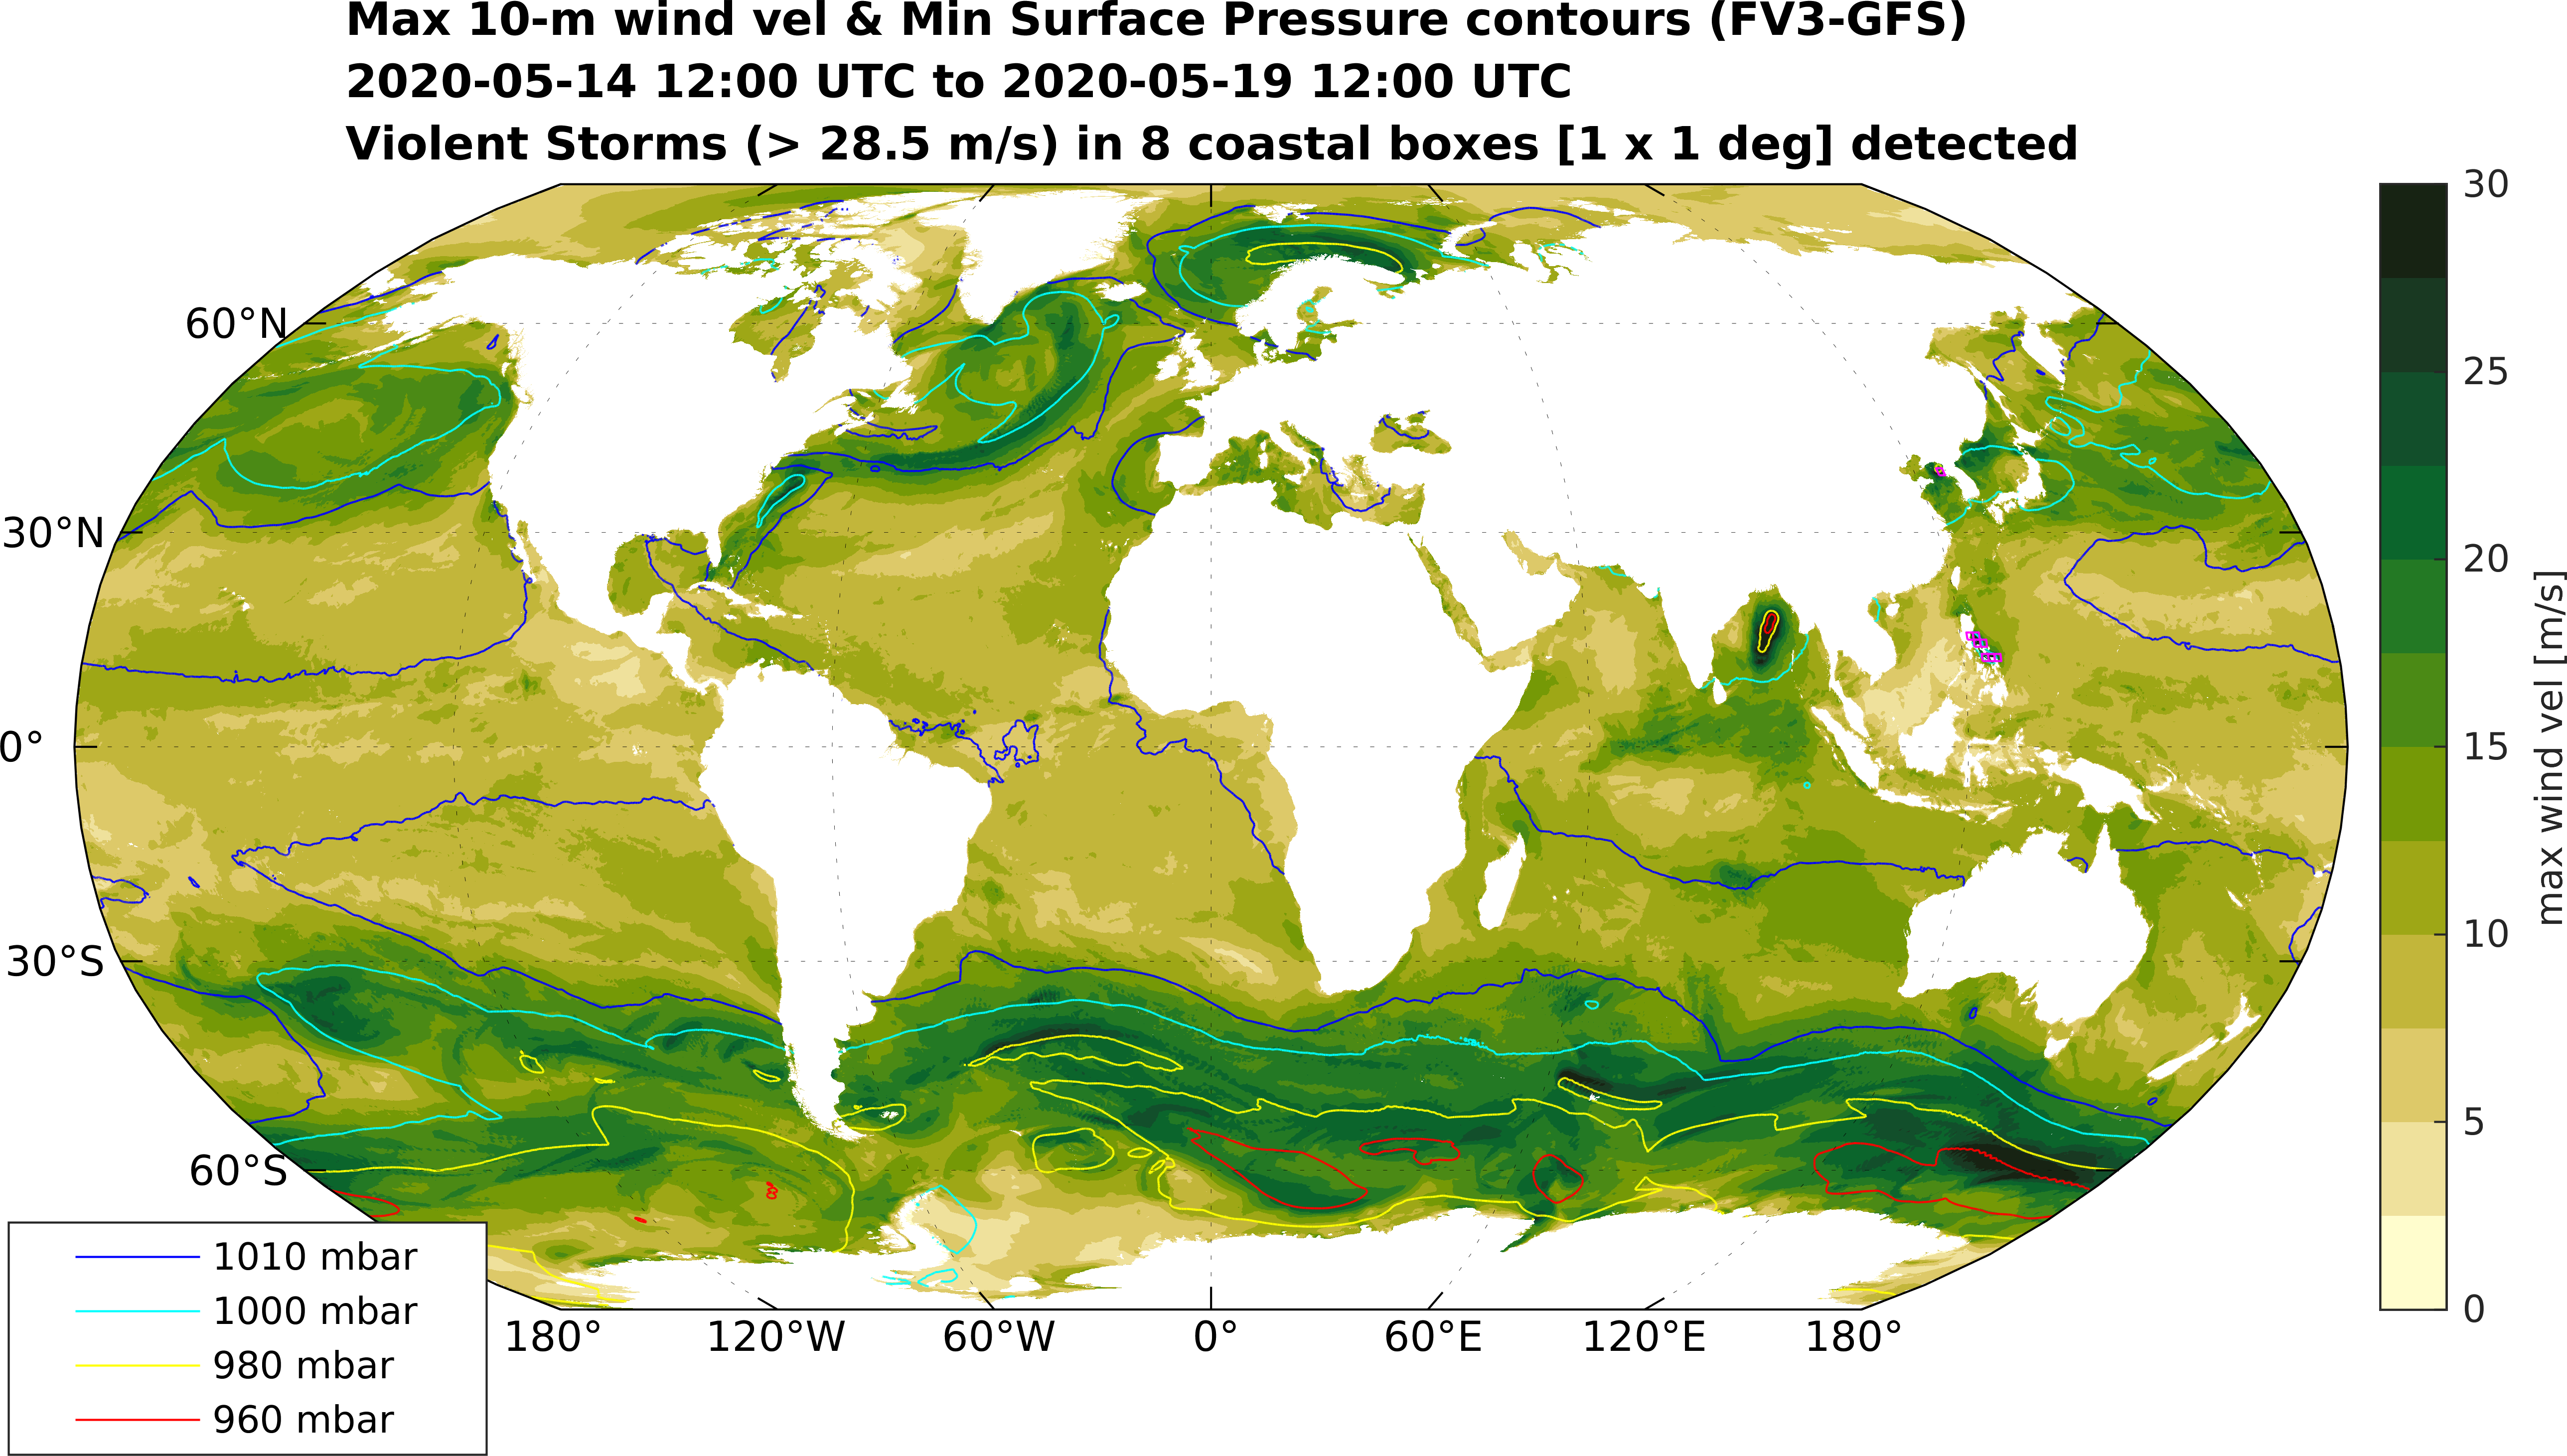 Max 10-m wind vel & Min Surface Pressure contours (FV3-GFS)
2020-05-14 12:00 UTC to 2020-05-19 12:00 UTC
Violent Storms (> 28.5 m/s) in 8 coastal boxes [1 x 1 deg] detected
60°N
30°N
0°
30°S
60°S
180°
120°W
60°W
0°
60°E
120°E
180°
1010 mbar
1000 mbar
980 mbar
960 mbar
30
25
20
15
10
5
0
max wind vel [m/s]